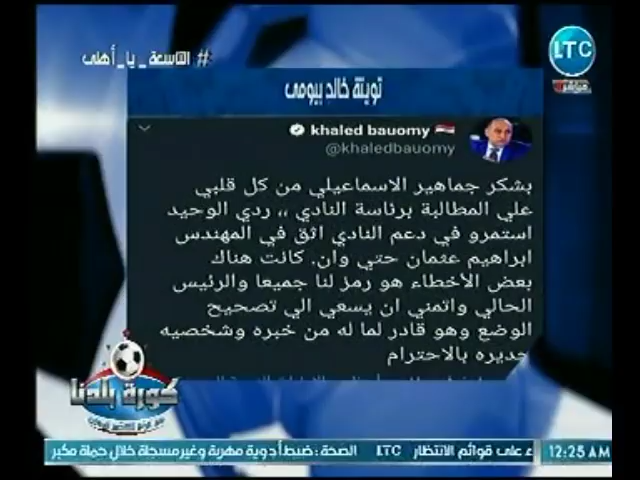 #التاسعة_يا_أهلى
LTC
مباشر
تويتة خالد بيومى
khaled bauomy
@khaledbauomy
بشكر جماهير الاسماعيلي من كل قلبي
علي المطالبة برئاسة النادي ,, ردي الوحيد
استمرو في دعم النادي اثق في المهندس
ابراهيم عثمان حتي وان. كانت هناك
بعض الأخطاء هو رمز لنا جميعا والرئيس
الحالي واتمني ان يسعي الي تصحيح
الوضع وهو قادر لما له من خبره وشخصيه
جديره بالاحترام
كورة بلدنا
ء على قوائم الانتظار LTC الصحة: ضبط أدوية مهربة وغير مسجلة خلال حملة مكبر
12:25 AM